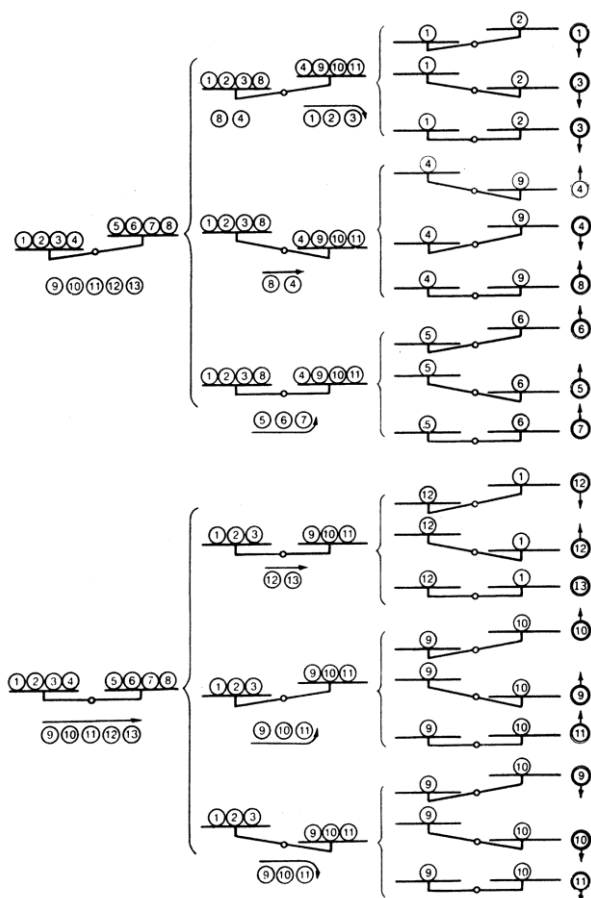 ① ② ③ ④ ⑤ ⑥ ⑦ ⑧
⑨ ⑩ ⑪ ⑫ ⑬
① ② ③ ⑧ ④ ⑨ ⑩ ⑪
⑧ ④ ① ② ③
① ② ①
① ② ③
① ② ③
① ② ③ ⑧ ④ ⑨ ⑩ ⑪
⑧ ④
④ ⑨ ④
④ ⑨ ④
④ ⑨ ⑧
① ② ③ ⑧ ④ ⑨ ⑩ ⑪
⑤ ⑥ ⑦
⑤ ⑥ ⑥
⑤ ⑥ ⑤
⑤ ⑥ ⑦
① ② ③ ④ ⑤ ⑥ ⑦ ⑧
⑨ ⑩ ⑪ ⑫ ⑬
① ② ③ ⑨ ⑩ ⑪
⑫ ⑬
⑫ ① ⑫
⑫ ① ⑫
⑫ ① ⑬
① ② ③ ⑨ ⑩ ⑪
⑨ ⑩ ⑪
⑨ ⑩ ⑩
⑨ ⑩ ⑨
⑨ ⑩ ⑪
① ② ③ ⑨ ⑩ ⑪
⑨ ⑩ ⑪
⑨ ⑩ ⑨
⑨ ⑩ ⑩
⑨ ⑩ ⑪